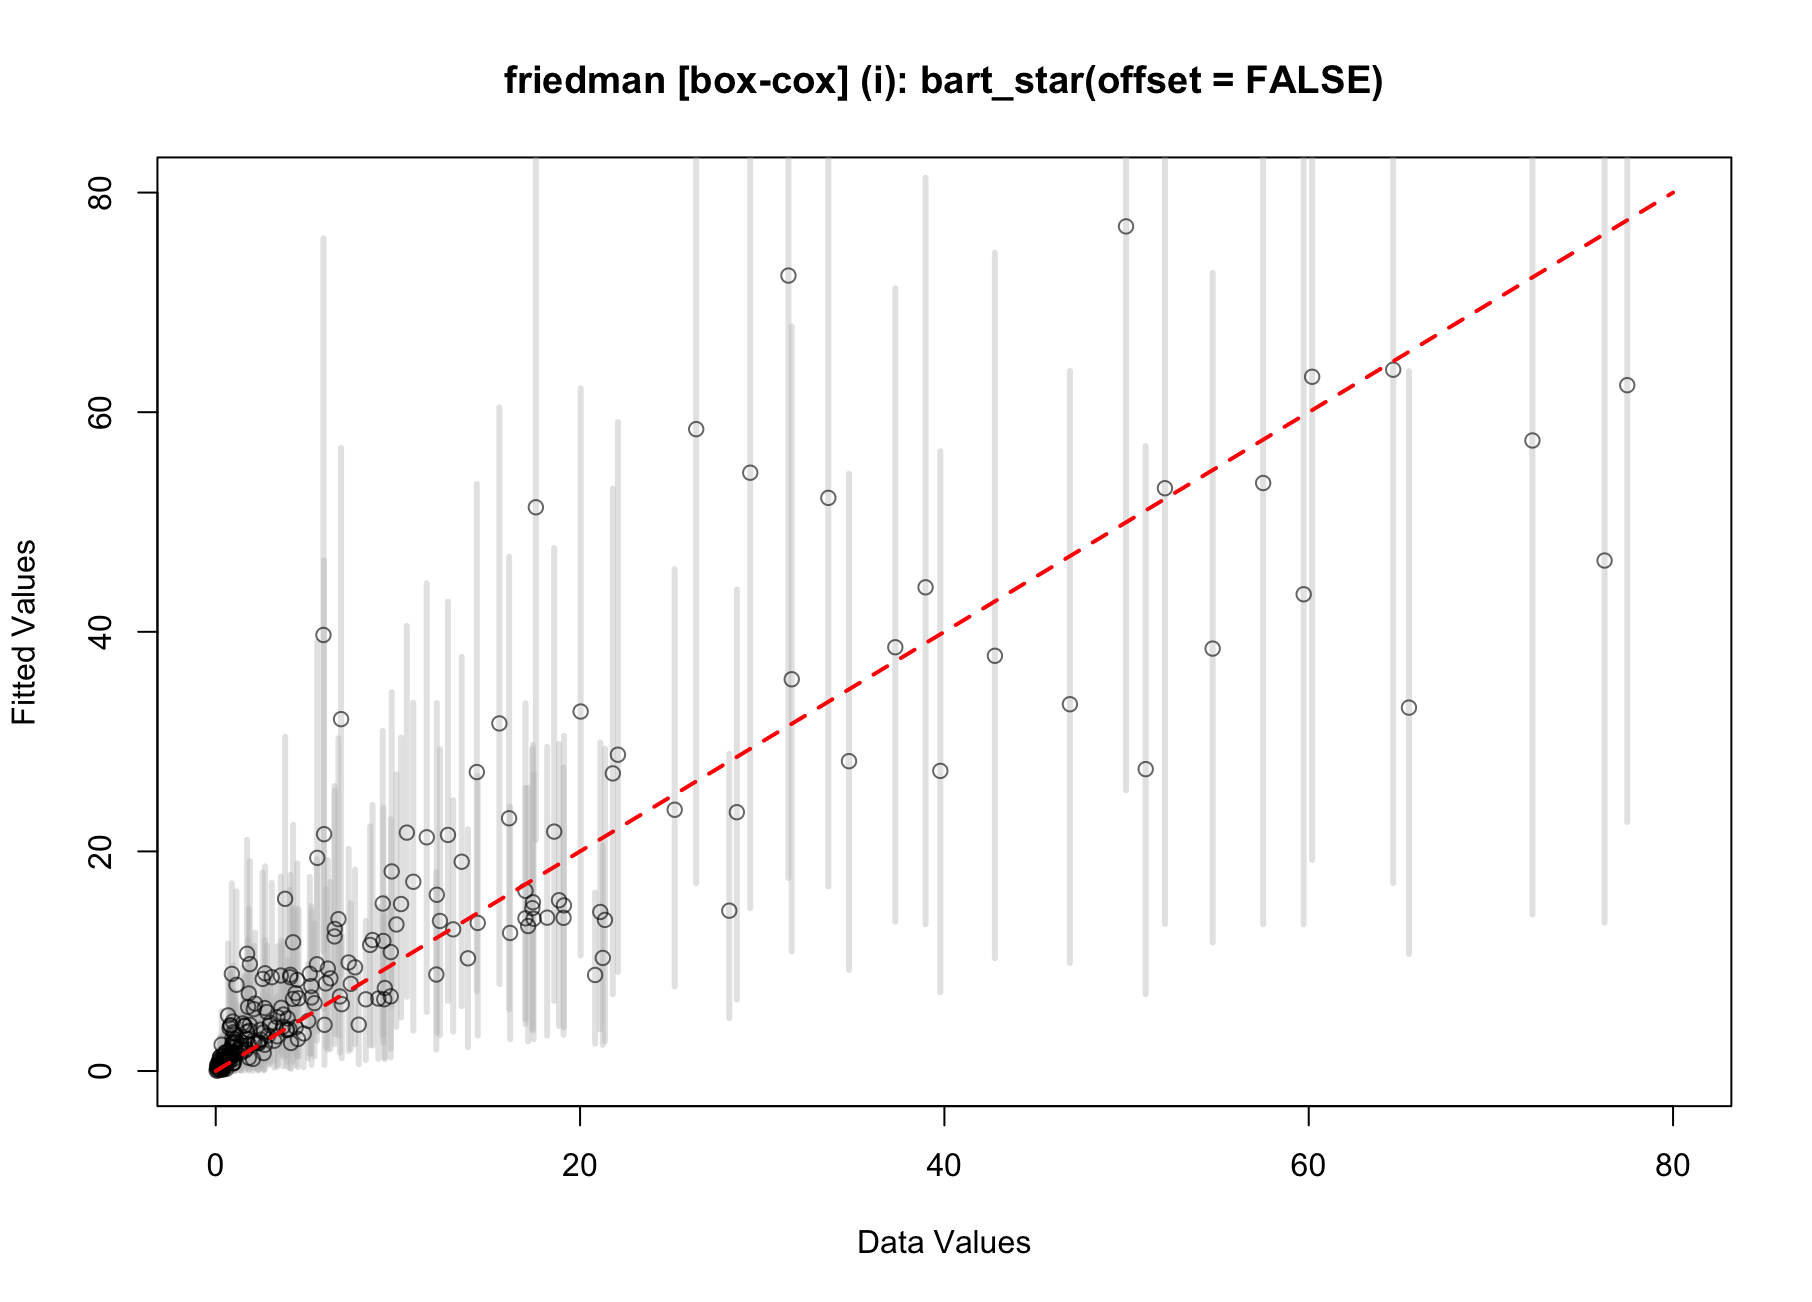 friedman [box-cox] (i): bart_star(offset = FALSE)
80
60
40
20
0
Fitted Values
0 20 40 60 80
Data Values